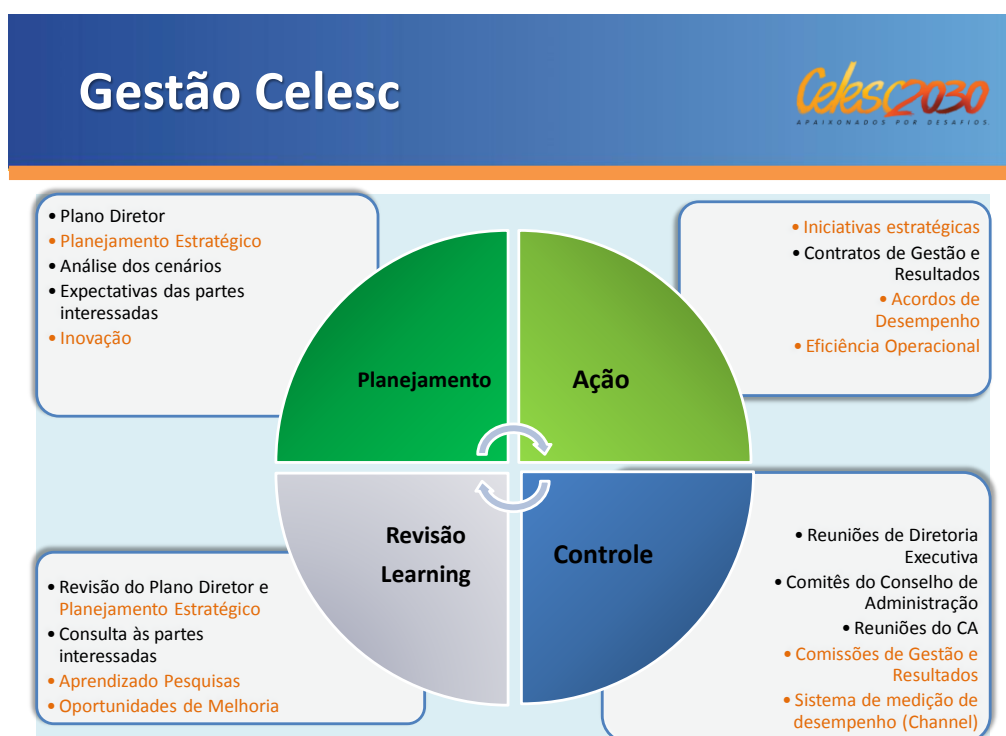 Gestão Celesc
Celesc2030
APAIXONADOS POR DESAFIOS.
• Plano Diretor
• Planejamento Estratégico
• Análise dos cenários
• Expectativas das partes
interessadas
• Inovação
• Iniciativas estratégicas
• Contratos de Gestão e
Resultados
• Acordos de
Desempenho
• Eficiência Operacional
Planejamento
Ação
Revisão
Learning
Controle
• Revisão do Plano Diretor e
Planejamento Estratégico
• Consulta às partes
interessadas
• Aprendizado Pesquisas
• Oportunidades de Melhoria
• Reuniões de Diretoria
Executiva
• Comitês do Conselho de
Administração
• Reuniões do CA
• Comissões de Gestão e
Resultados
• Sistema de medição de
desempenho (Channel)